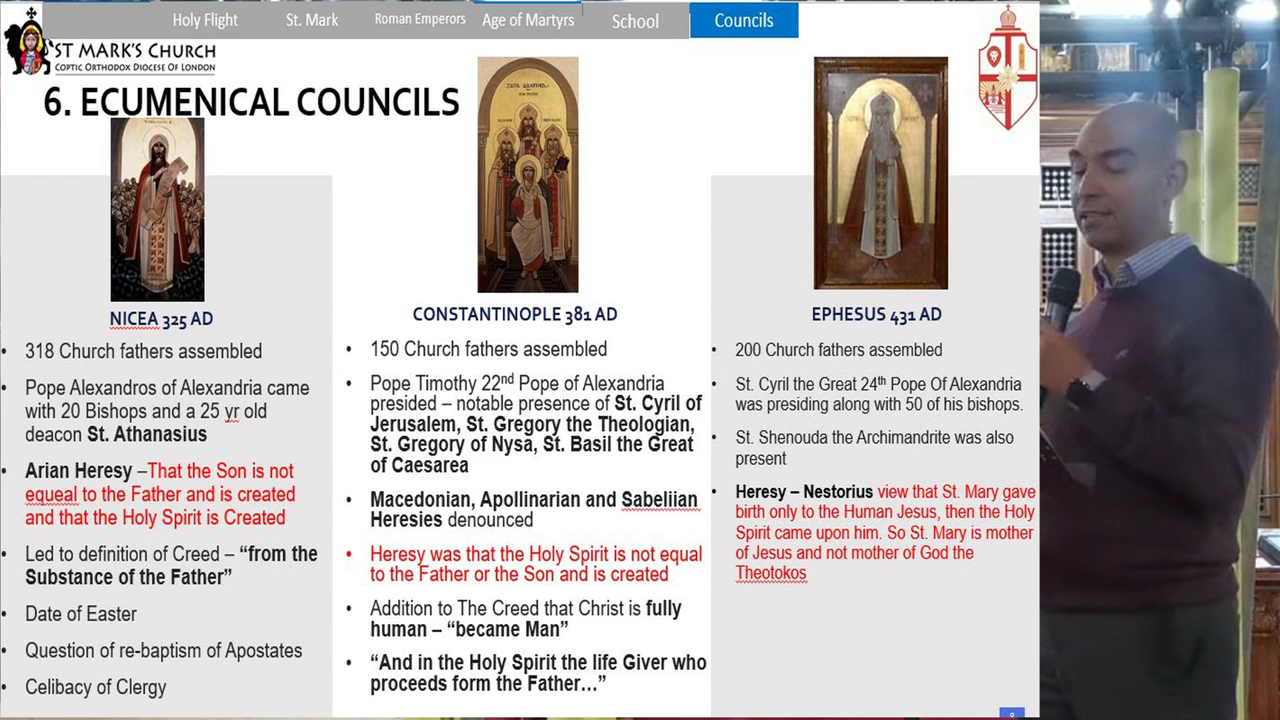 Holy Flight
St. Mark
Roman Emperors
Age of Martyrs
School
Councils
ST MARK'S CHURCH
COPTIC ORTHODOX DIOCESE OF LONDON
6. ECUMENICAL COUNCILS
NICEA 325 AD
• 318 Church fathers assembled
• Pope Alexandros of Alexandria came
with 20 Bishops and a 25 yr old
deacon St. Athanasius
• Arian Heresy –That the Son is not
equeal to the Father and is created
and that the Holy Spirit is Created
• Led to definition of Creed – “from the
Substance of the Father”
• Date of Easter
• Question of re-baptism of Apostates
• Celibacy of Clergy
CONSTANTINOPLE 381 AD
• 150 Church fathers assembled
• Pope Timothy 22nd Pope of Alexandria
presided – notable presence of St. Cyril of
Jerusalem, St. Gregory the Theologian,
St. Gregory of Nysa, St. Basil the Great
of Caesarea
• Macedonian, Apollinarian and Sabeliian
Heresies denounced
• Heresy was that the Holy Spirit is not equal
to the Father or the Son and is created
• Addition to The Creed that Christ is fully
human – “became Man”
• “And in the Holy Spirit the life Giver who
proceeds form the Father…”
EPHESUS 431 AD
• 200 Church fathers assembled
• St. Cyril the Great 24th Pope Of Alexandria
was presiding along with 50 of his bishops.
• St. Shenouda the Archimandrite was also
present
• Heresy – Nestorius view that St. Mary gave
birth only to the Human Jesus, then the Holy
Spirit came upon him. So St. Mary is mother
of Jesus and not mother of God the
Theotokos